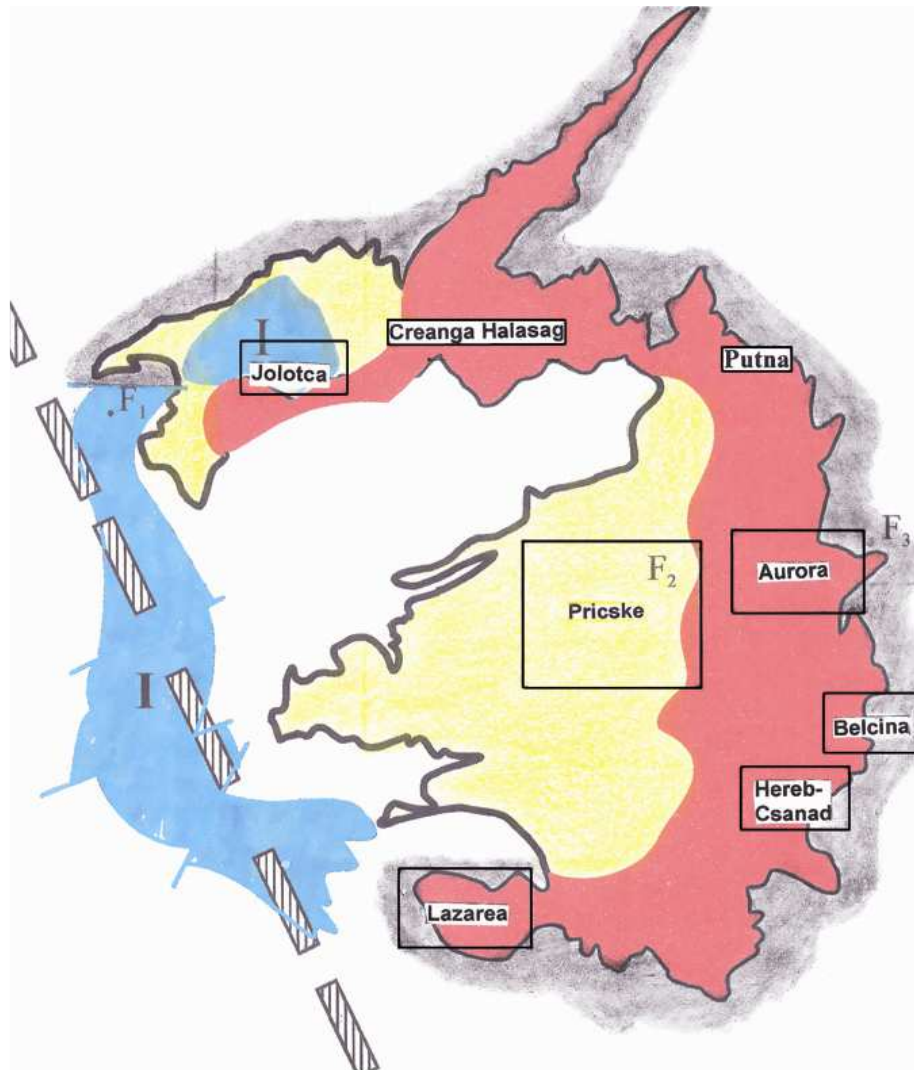 I
Creanga Halasag
Jolotca
Putna
F₁
F₃
Aurora
F₂
Pricske
I
Belcina
Hereb-
Csanad
Lazarea